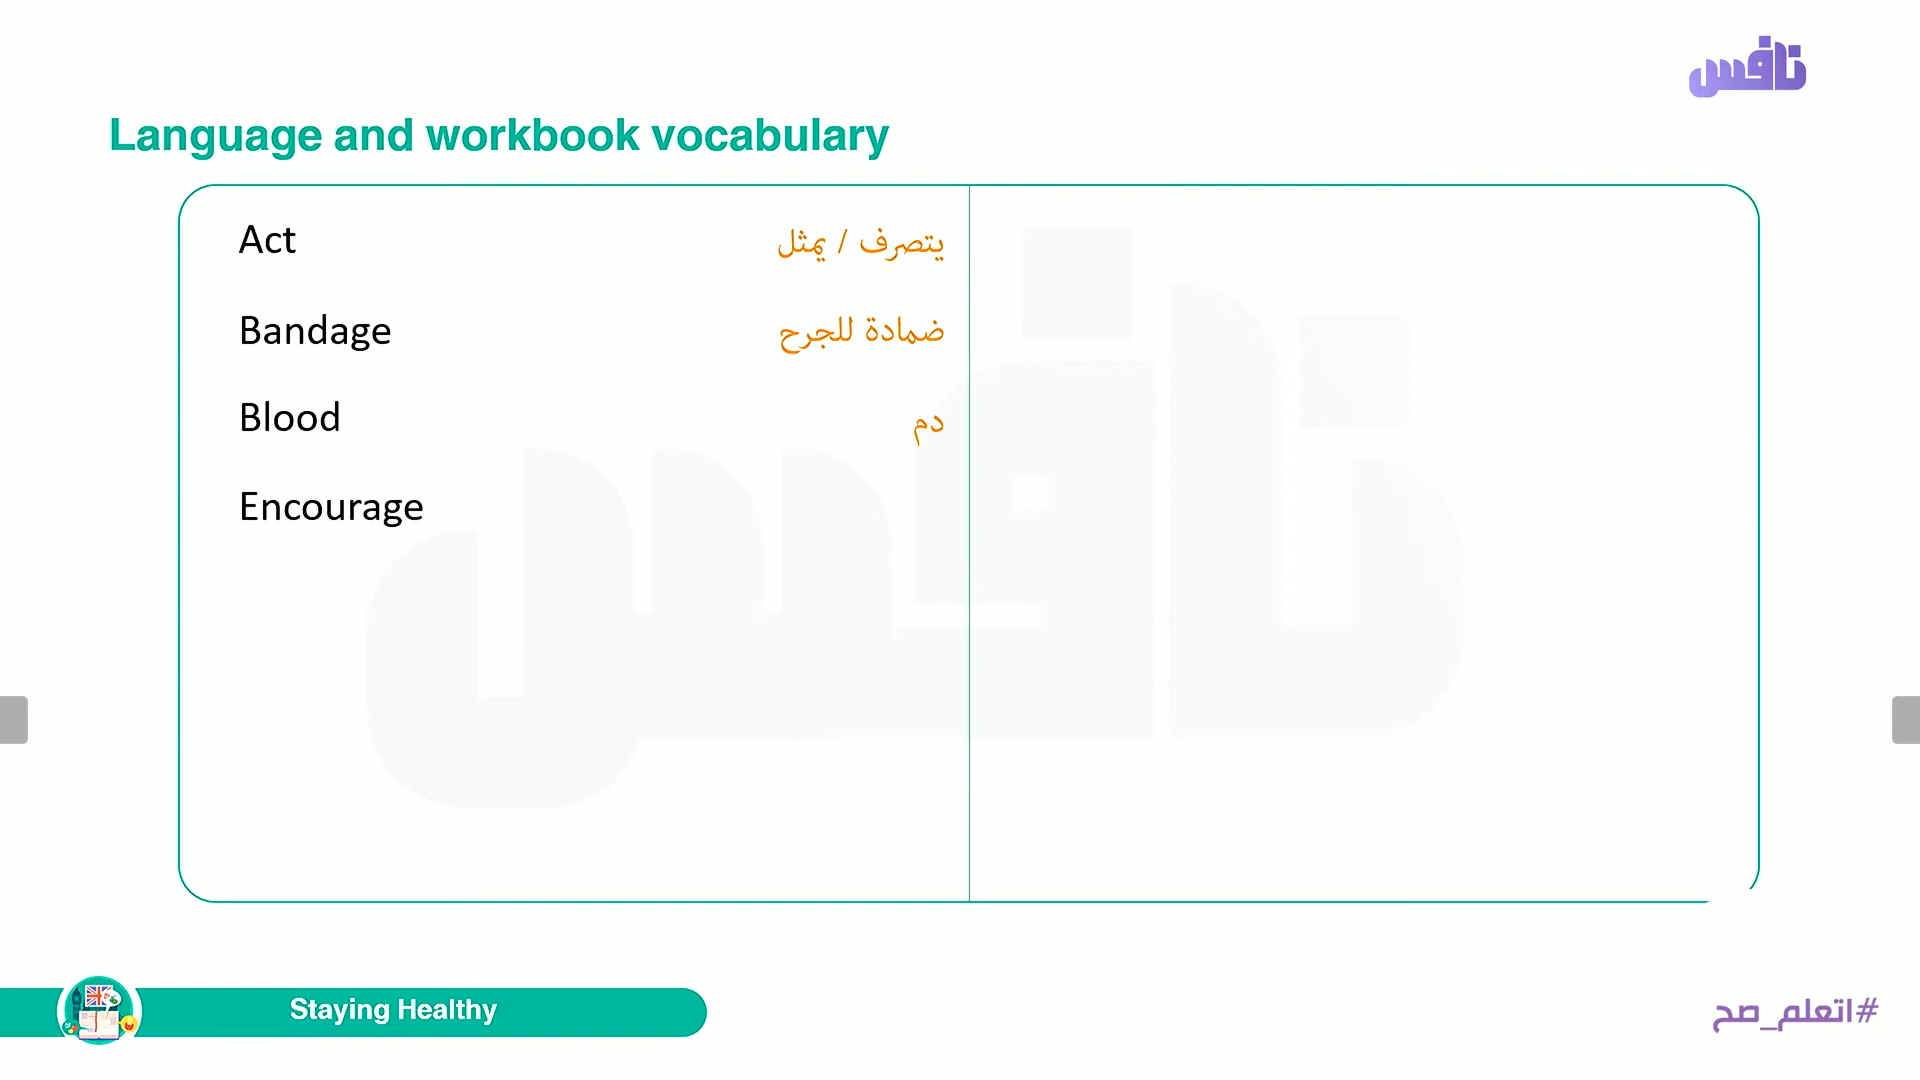 نافس
Language and workbook vocabulary
Act يتصرف / يمثل
Bandage ضمادة للجرح
Blood دم
Encourage
Staying Healthy
#اتعلم_صح